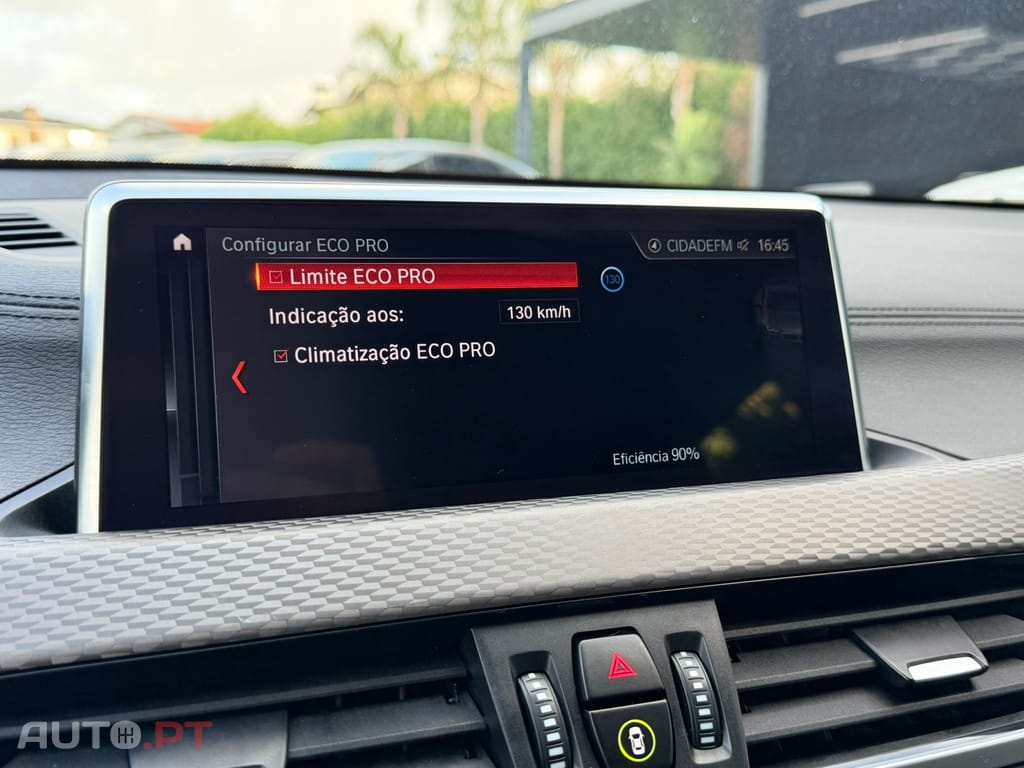 Configurar ECO PRO
CIDADEFM 16:45
Limite ECO PRO
130
Indicação aos: 130 km/h
Climatização ECO PRO
Eficiência 90%
AUTO.PT